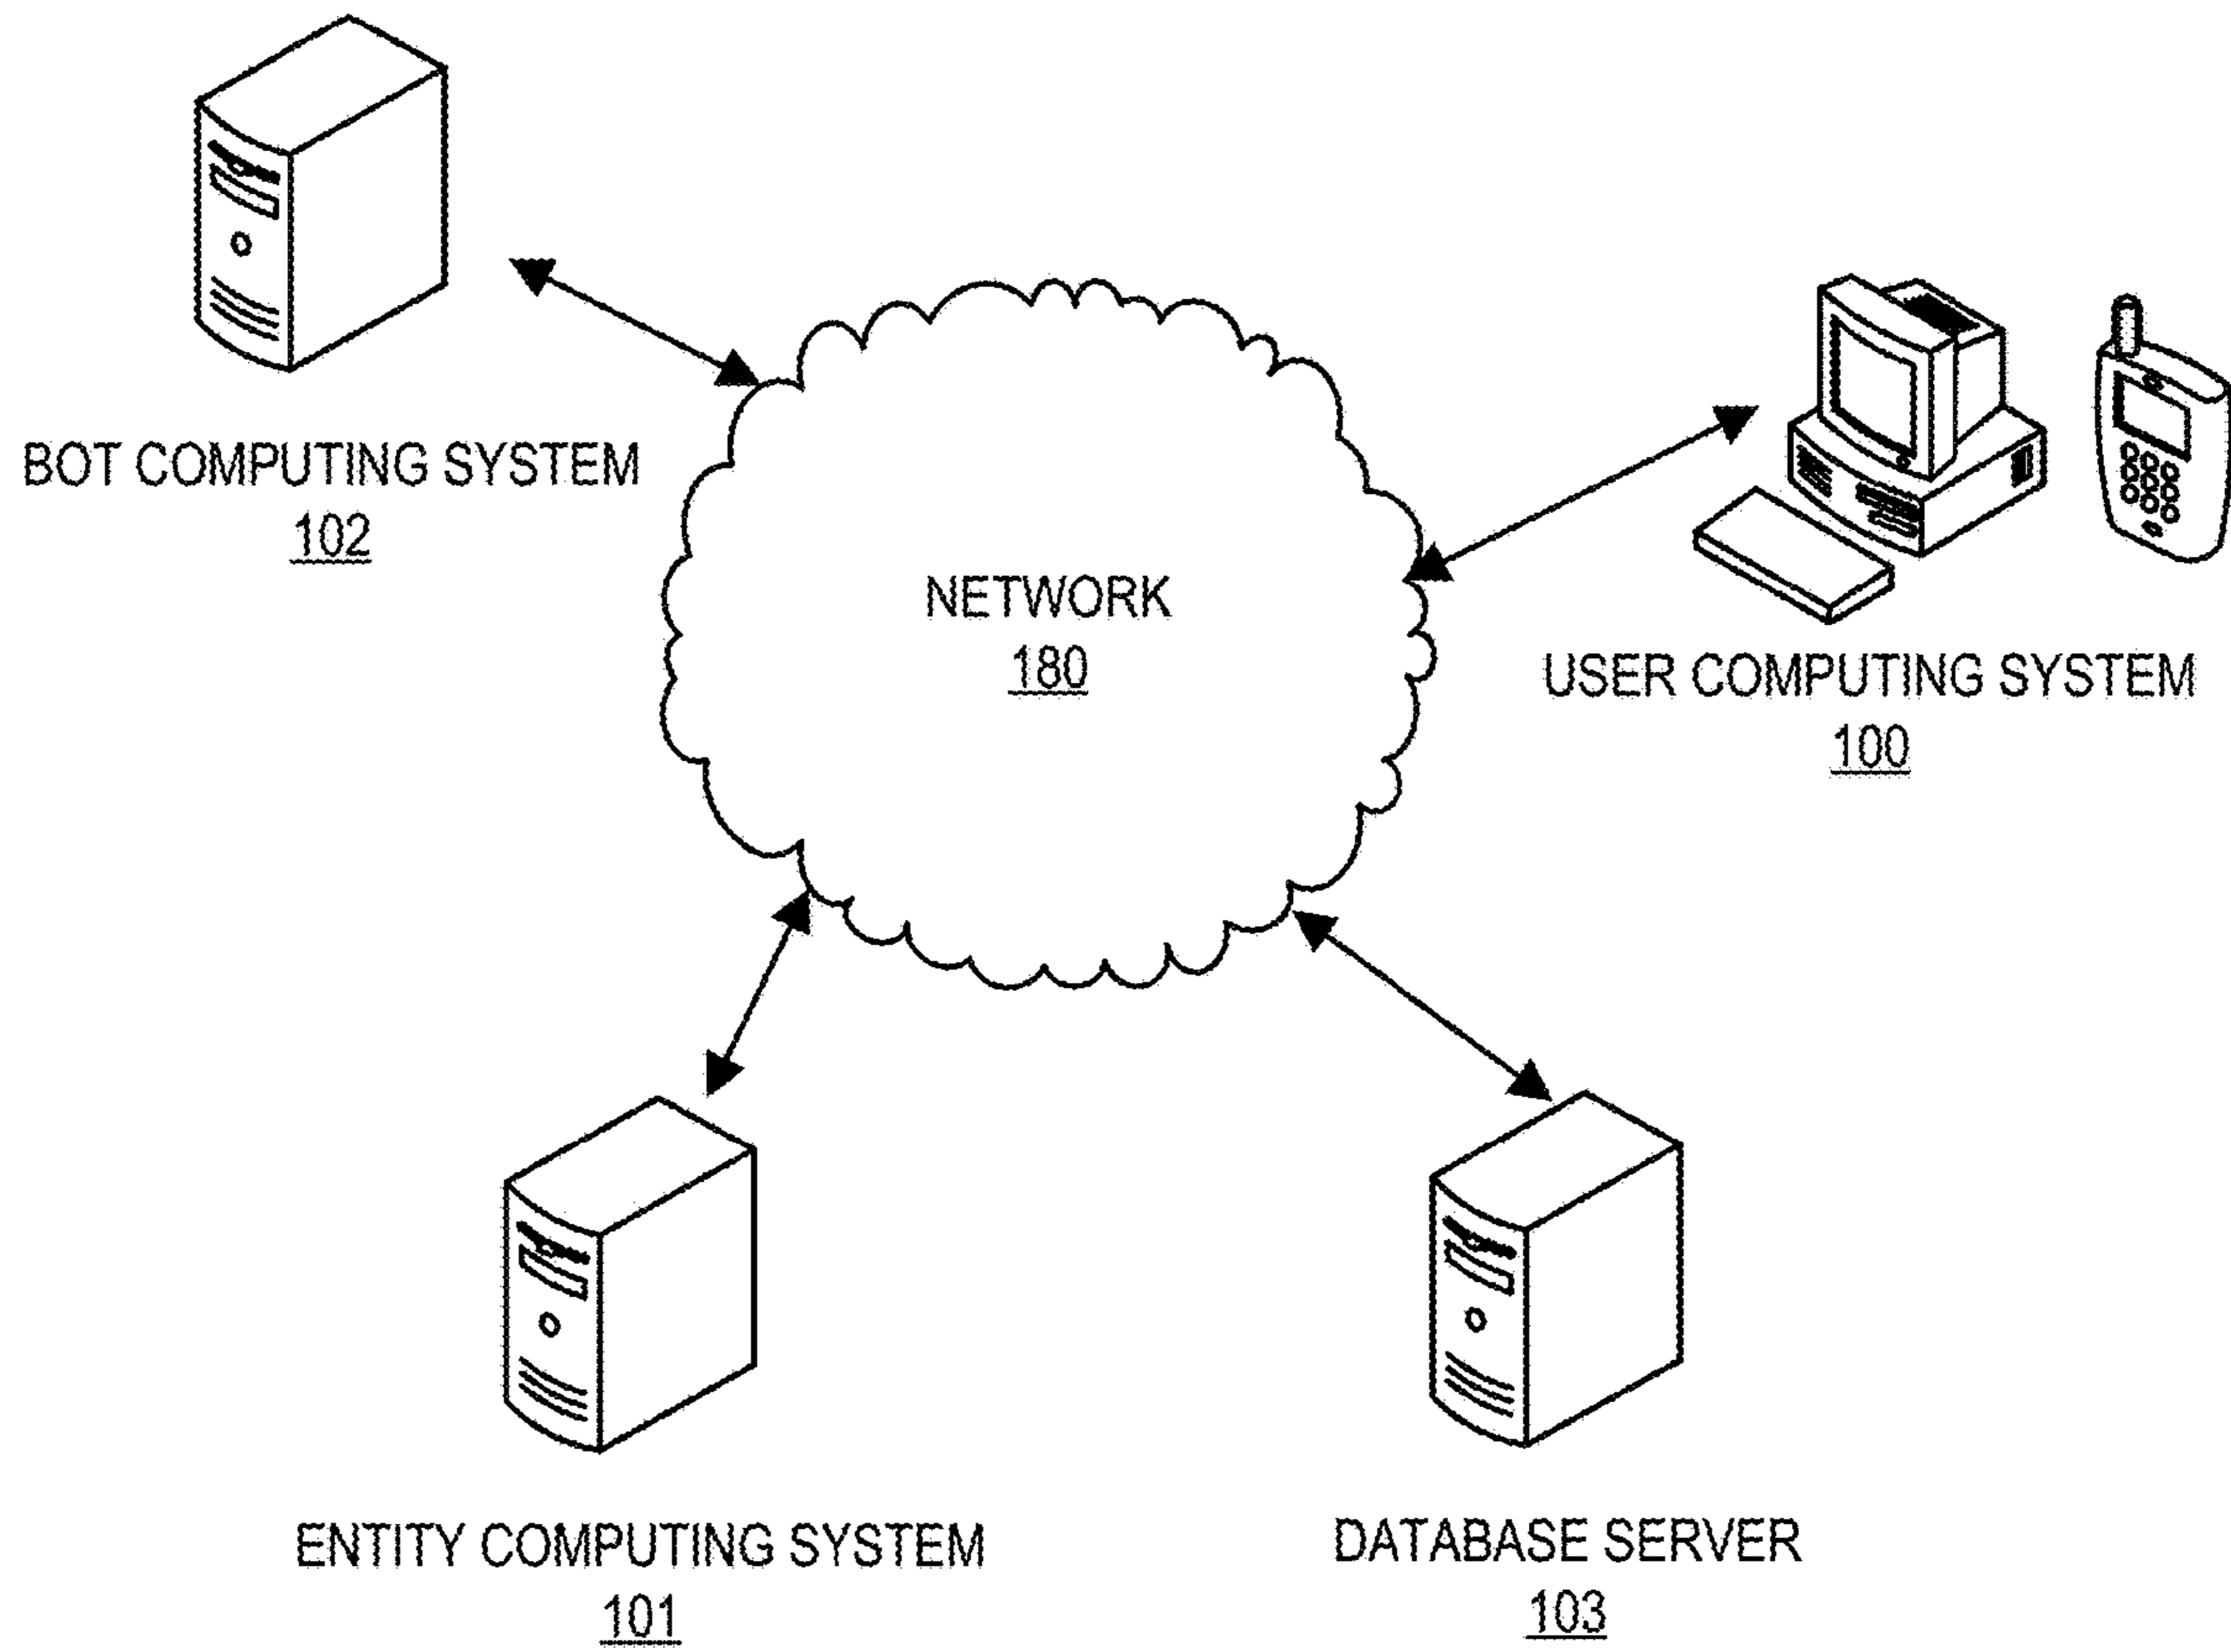 BOT COMPUTING SYSTEM
102
NETWORK
180
USER COMPUTING SYSTEM
100
ENTITY COMPUTING SYSTEM
101
DATABASE SERVER
103